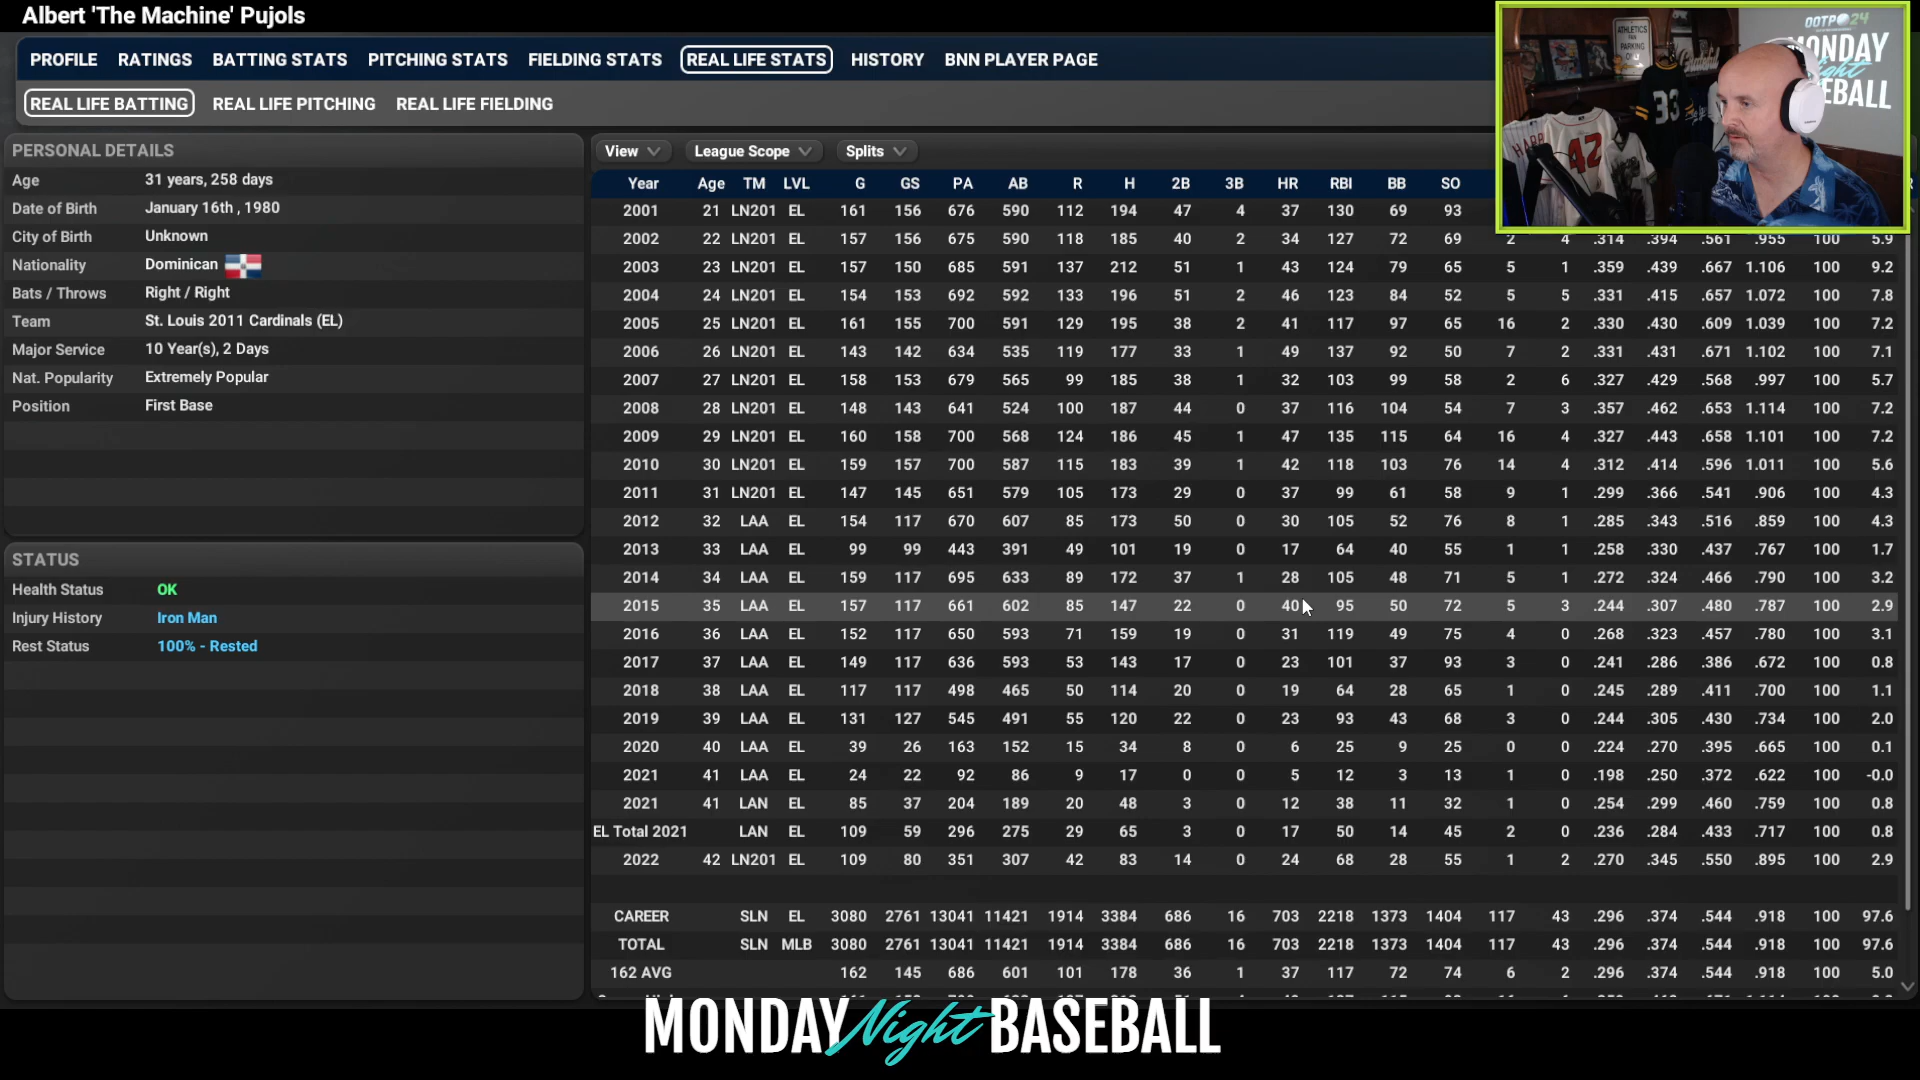 Albert 'The Machine' Pujols
PROFILE RATINGS BATTING STATS PITCHING STATS FIELDING STATS REAL LIFE STATS HISTORY BNN PLAYER PAGE
REAL LIFE BATTING REAL LIFE PITCHING REAL LIFE FIELDING
OOTP 24
MONDAY
Night
EBALL
ATHLETICS
PARKING
ONLY
33
42
PERSONAL DETAILS
Age 31 years, 258 days
Date of Birth January 16th , 1980
City of Birth Unknown
Nationality Dominican
Bats / Throws Right / Right
Team St. Louis 2011 Cardinals (EL)
Major Service 10 Year(s), 2 Days
Nat. Popularity Extremely Popular
Position First Base
STATUS
Health Status OK
Injury History Iron Man
Rest Status 100% - Rested
View League Scope Splits
Year Age TM LVL G GS PA AB R H 2B 3B HR RBI BB SO
2001 21 LN201 EL 161 156 676 590 112 194 47 4 37 130 69 93
2002 22 LN201 EL 157 156 675 590 118 185 40 2 34 127 72 69 2 4 .314 .394 .561 .955 100 5.9
2003 23 LN201 EL 157 150 685 591 137 212 51 1 43 124 79 65 5 1 .359 .439 .667 1.106 100 9.2
2004 24 LN201 EL 154 153 692 592 133 196 51 2 46 123 84 52 5 5 .331 .415 .657 1.072 100 7.8
2005 25 LN201 EL 161 155 700 591 129 195 38 2 41 117 97 65 16 2 .330 .430 .609 1.039 100 7.2
2006 26 LN201 EL 143 142 634 535 119 177 33 1 49 137 92 50 7 2 .331 .431 .671 1.102 100 7.1
2007 27 LN201 EL 158 153 679 565 99 185 38 1 32 103 99 58 2 6 .327 .429 .568 .997 100 5.7
2008 28 LN201 EL 148 143 641 524 100 187 44 0 37 116 104 54 7 3 .357 .462 .653 1.114 100 7.2
2009 29 LN201 EL 160 158 700 568 124 186 45 1 47 135 115 64 16 4 .327 .443 .658 1.101 100 7.2
2010 30 LN201 EL 159 157 700 587 115 183 39 1 42 118 103 76 14 4 .312 .414 .596 1.011 100 5.6
2011 31 LN201 EL 147 145 651 579 105 173 29 0 37 99 61 58 9 1 .299 .366 .541 .906 100 4.3
2012 32 LAA EL 154 117 670 607 85 173 50 0 30 105 52 76 8 1 .285 .343 .516 .859 100 4.3
2013 33 LAA EL 99 99 443 391 49 101 19 0 17 64 40 55 1 1 .258 .330 .437 .767 100 1.7
2014 34 LAA EL 159 117 695 633 89 172 37 1 28 105 48 71 5 1 .272 .324 .466 .790 100 3.2
2015 35 LAA EL 157 117 661 602 85 147 22 0 40 95 50 72 5 3 .244 .307 .480 .787 100 2.9
2016 36 LAA EL 152 117 650 593 71 159 19 0 31 119 49 75 4 0 .268 .323 .457 .780 100 3.1
2017 37 LAA EL 149 117 636 593 53 143 17 0 23 101 37 93 3 0 .241 .286 .386 .672 100 0.8
2018 38 LAA EL 117 117 498 465 50 114 20 0 19 64 28 65 1 0 .245 .289 .411 .700 100 1.1
2019 39 LAA EL 131 127 545 491 55 120 22 0 23 93 43 68 3 0 .244 .305 .430 .734 100 2.0
2020 40 LAA EL 39 26 163 152 15 34 8 0 6 25 9 25 0 0 .224 .270 .395 .665 100 0.1
2021 41 LAA EL 24 22 92 86 9 17 0 0 5 12 3 13 1 0 .198 .250 .372 .622 100 -0.0
2021 41 LAN EL 85 37 204 189 20 48 3 0 12 38 11 32 1 0 .254 .299 .460 .759 100 0.8
EL Total 2021 LAN EL 109 59 296 275 29 65 3 0 17 50 14 45 2 0 .236 .284 .433 .717 100 0.8
2022 42 LN201 EL 109 80 351 307 42 83 14 0 24 68 28 55 1 2 .270 .345 .550 .895 100 2.9
CAREER SLN EL 3080 2761 13041 11421 1914 3384 686 16 703 2218 1373 1404 117 43 .296 .374 .544 .918 100 97.6
TOTAL SLN MLB 3080 2761 13041 11421 1914 3384 686 16 703 2218 1373 1404 117 43 .296 .374 .544 .918 100 97.6
162 AVG 162 145 686 601 101 178 36 1 37 117 72 74 6 2 .296 .374 .544 .918 100 5.0
MONDAY Night BASEBALL